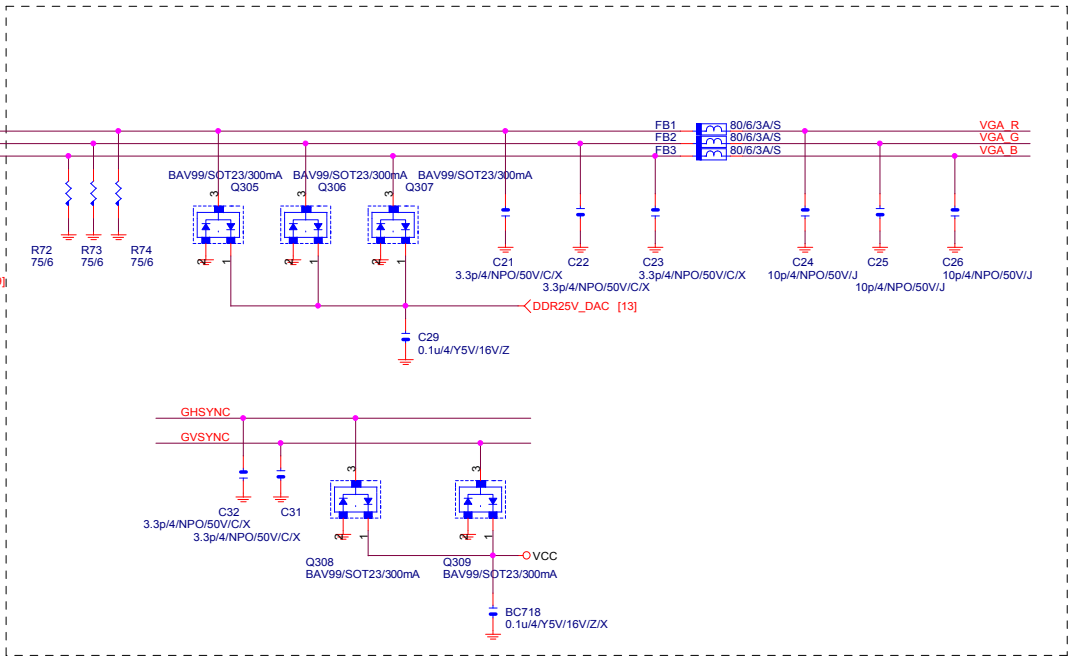 FB1 80/6/3A/S VGA_R
FB2 80/6/3A/S VGA_G
FB3 80/6/3A/S VGA_B
BAV99/SOT23/300mA BAV99/SOT23/300mA BAV99/SOT23/300mA
Q305 Q306 Q307
3 3 3
2 1 2 1 2 1
R72 R73 R74
75/6 75/6 75/6
C21 C22 C23 C24 C25 C26
3.3p/4/NPO/50V/C/X 3.3p/4/NPO/50V/C/X 10p/4/NPO/50V/J 10p/4/NPO/50V/J
3.3p/4/NPO/50V/C/X 10p/4/NPO/50V/J
DDR25V_DAC [13]
C29
0.1u/4/Y5V/16V/Z
GHSYNC
GVSYNC
3 3
C32 C31
3.3p/4/NPO/50V/C/X
3.3p/4/NPO/50V/C/X
2 1 2 1
VCC
Q308 Q309
BAV99/SOT23/300mA BAV99/SOT23/300mA
BC718
0.1u/4/Y5V/16V/Z/X